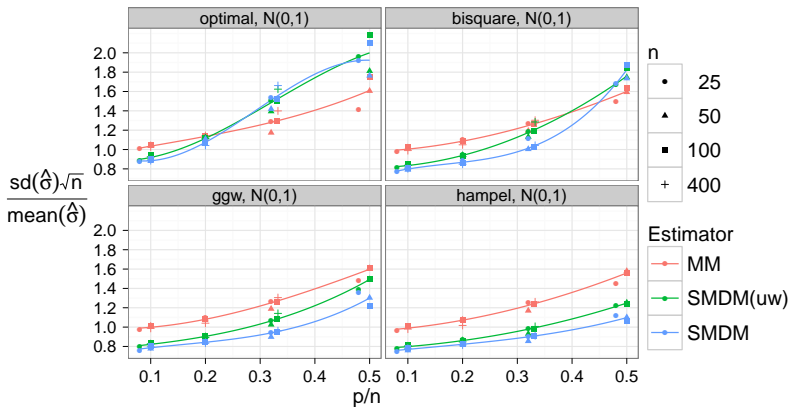 optimal, N(0,1)
bisquare, N(0,1)
2.0
1.8
1.6
1.4
1.2
1.0
0.8
ggw, N(0,1)
hampel, N(0,1)
2.0
1.8
1.6
1.4
1.2
1.0
0.8
0.1 0.2 0.3 0.4 0.5
0.1 0.2 0.3 0.4 0.5
p/n
sd(σ̂)√n
mean(σ̂)
n
25
50
100
400
Estimator
MM
SMDM(uw)
SMDM